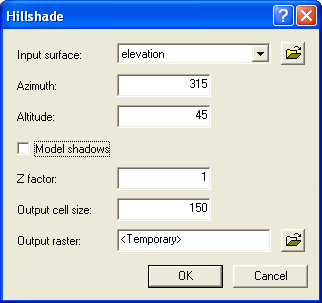 Hillshade
Input surface: elevation
Azimuth: 315
Altitude: 45
Model shadows
Z factor: 1
Output cell size: 150
Output raster: <Temporary>
OK Cancel